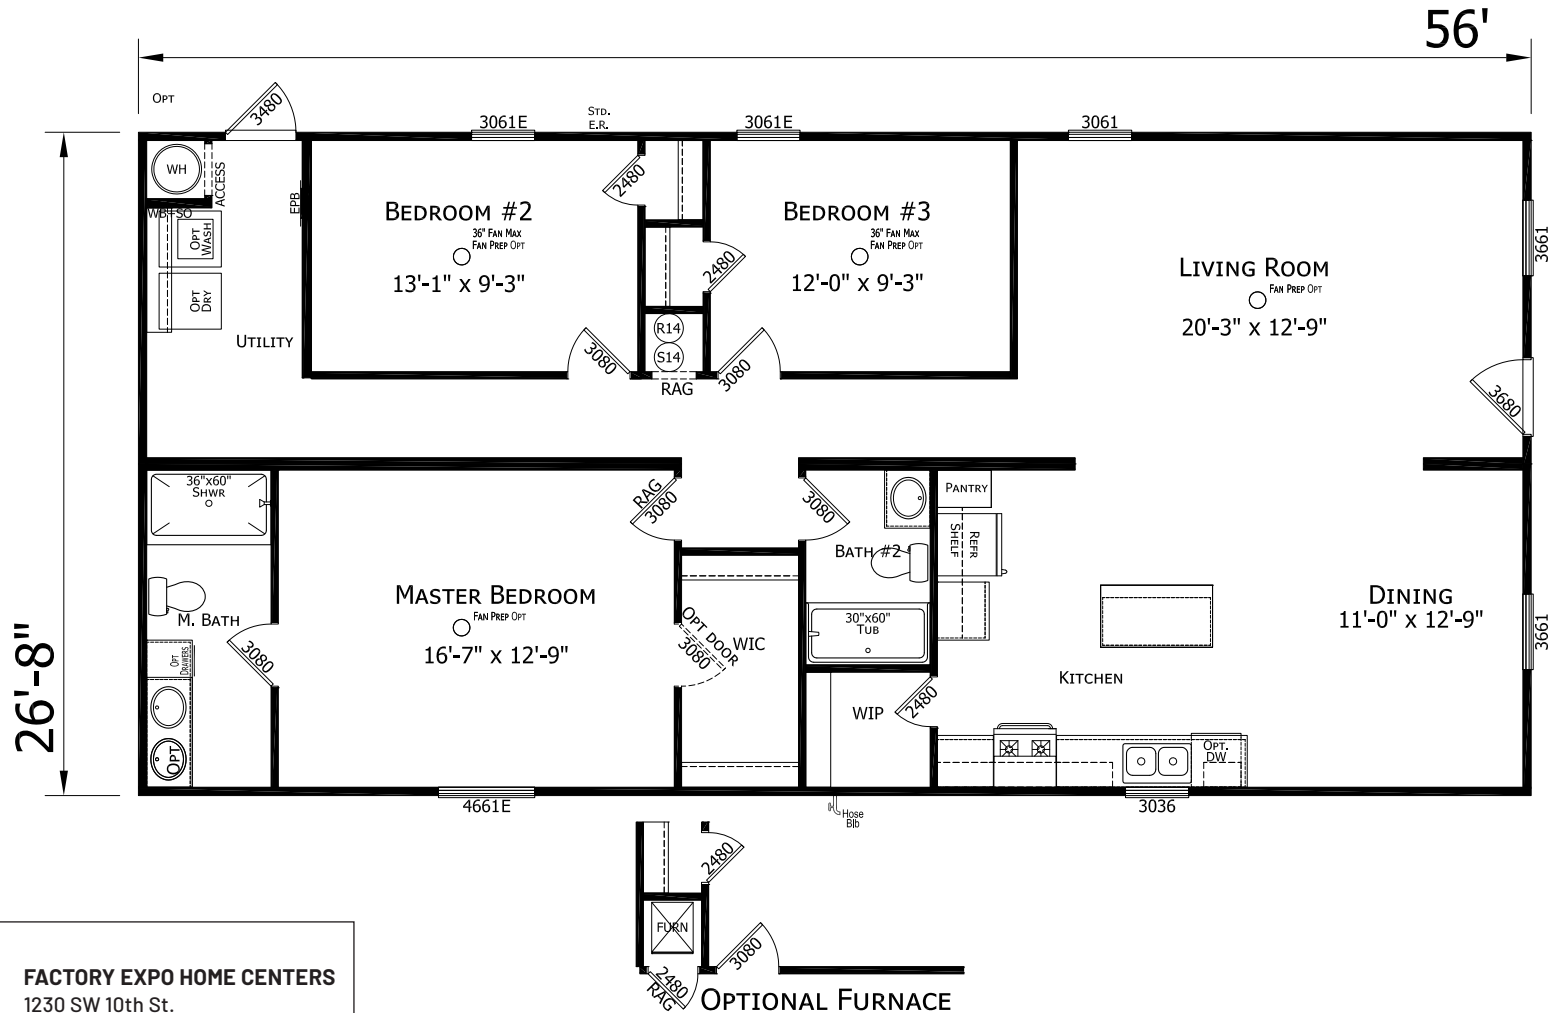 56'
OPT
3480
3061E
STD.
E.R.
3061E
3061
WH
ACCESS
EPB
2480
WB-SO
OPT
WASH
OPT
DRY
UTILITY
BEDROOM #2
36" FAN MAX
FAN PREP OPT
13'-1" x 9'-3"
BEDROOM #3
36" FAN MAX
FAN PREP OPT
12'-0" x 9'-3"
2480
LIVING ROOM
FAN PREP OPT
20'-3" x 12'-9"
3661
R14
S14
RAG
3080
3080
3680
26'-8"
36"x60"
SHWR
RAG
3080
3080
PANTRY
REFR
SHELF
BATH #2
M. BATH
MASTER BEDROOM
FAN PREP OPT
16'-7" x 12'-9"
OPT DOOR
3080
WIC
30"x60"
TUB
DINING
11'-0" x 12'-9"
3661
3080
OPT
DRAWERS
OPT
KITCHEN
WIP
2480
OPT.
DW
4661E
Hose
Bib
3036
2480
FURN
3080
2480
RAG
OPTIONAL FURNACE
FACTORY EXPO HOME CENTERS
1230 SW 10th St.